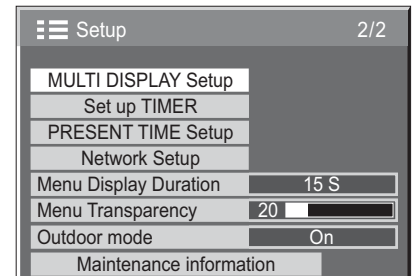 Setup 2/2
MULTI DISPLAY Setup
Set up TIMER
PRESENT TIME Setup
Network Setup
Menu Display Duration 15 S
Menu Transparency 20
Outdoor mode On
Maintenance information